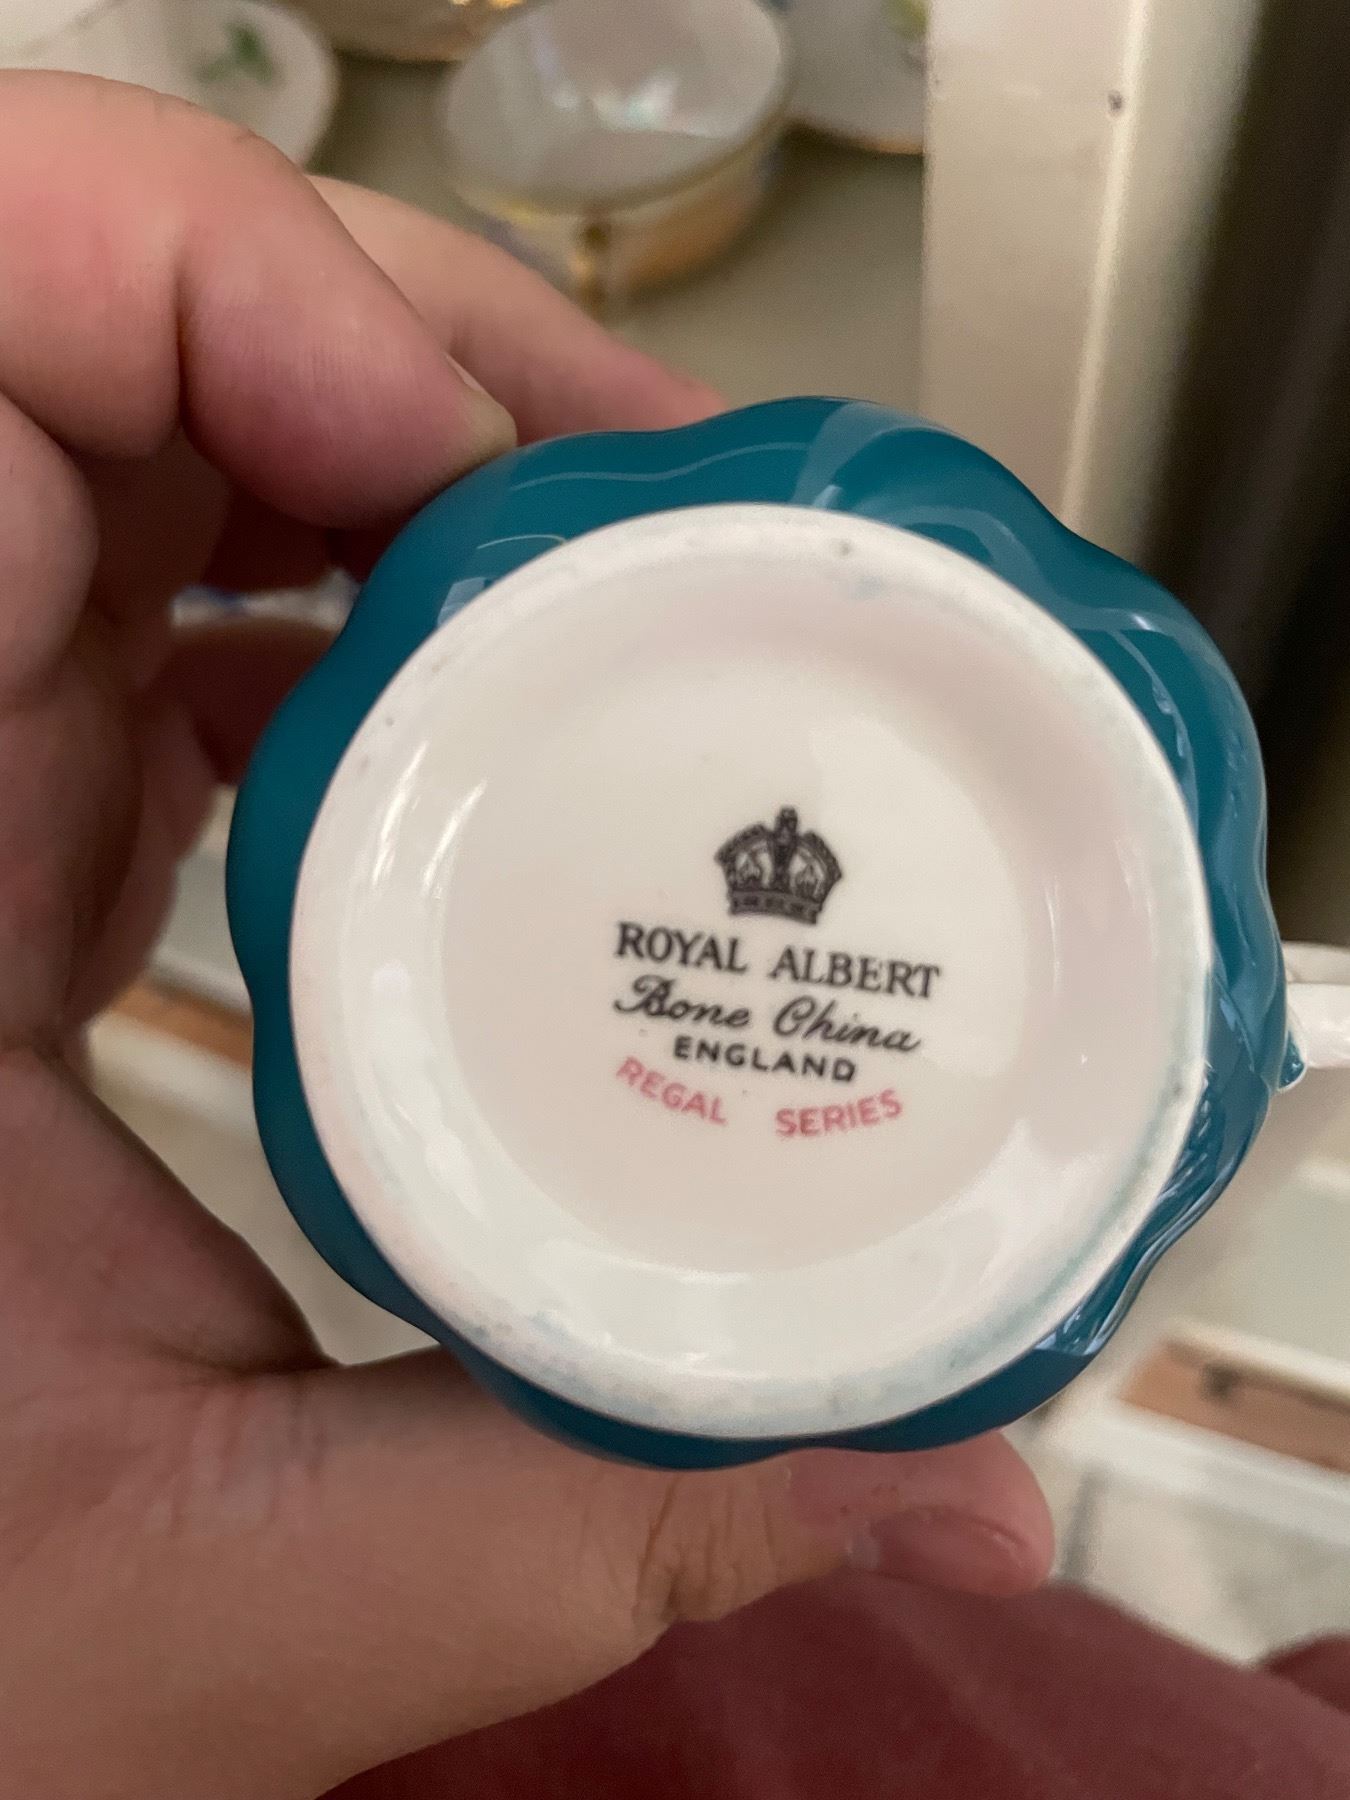 ROYAL ALBERT
Bone China
ENGLAND
REGAL SERIES